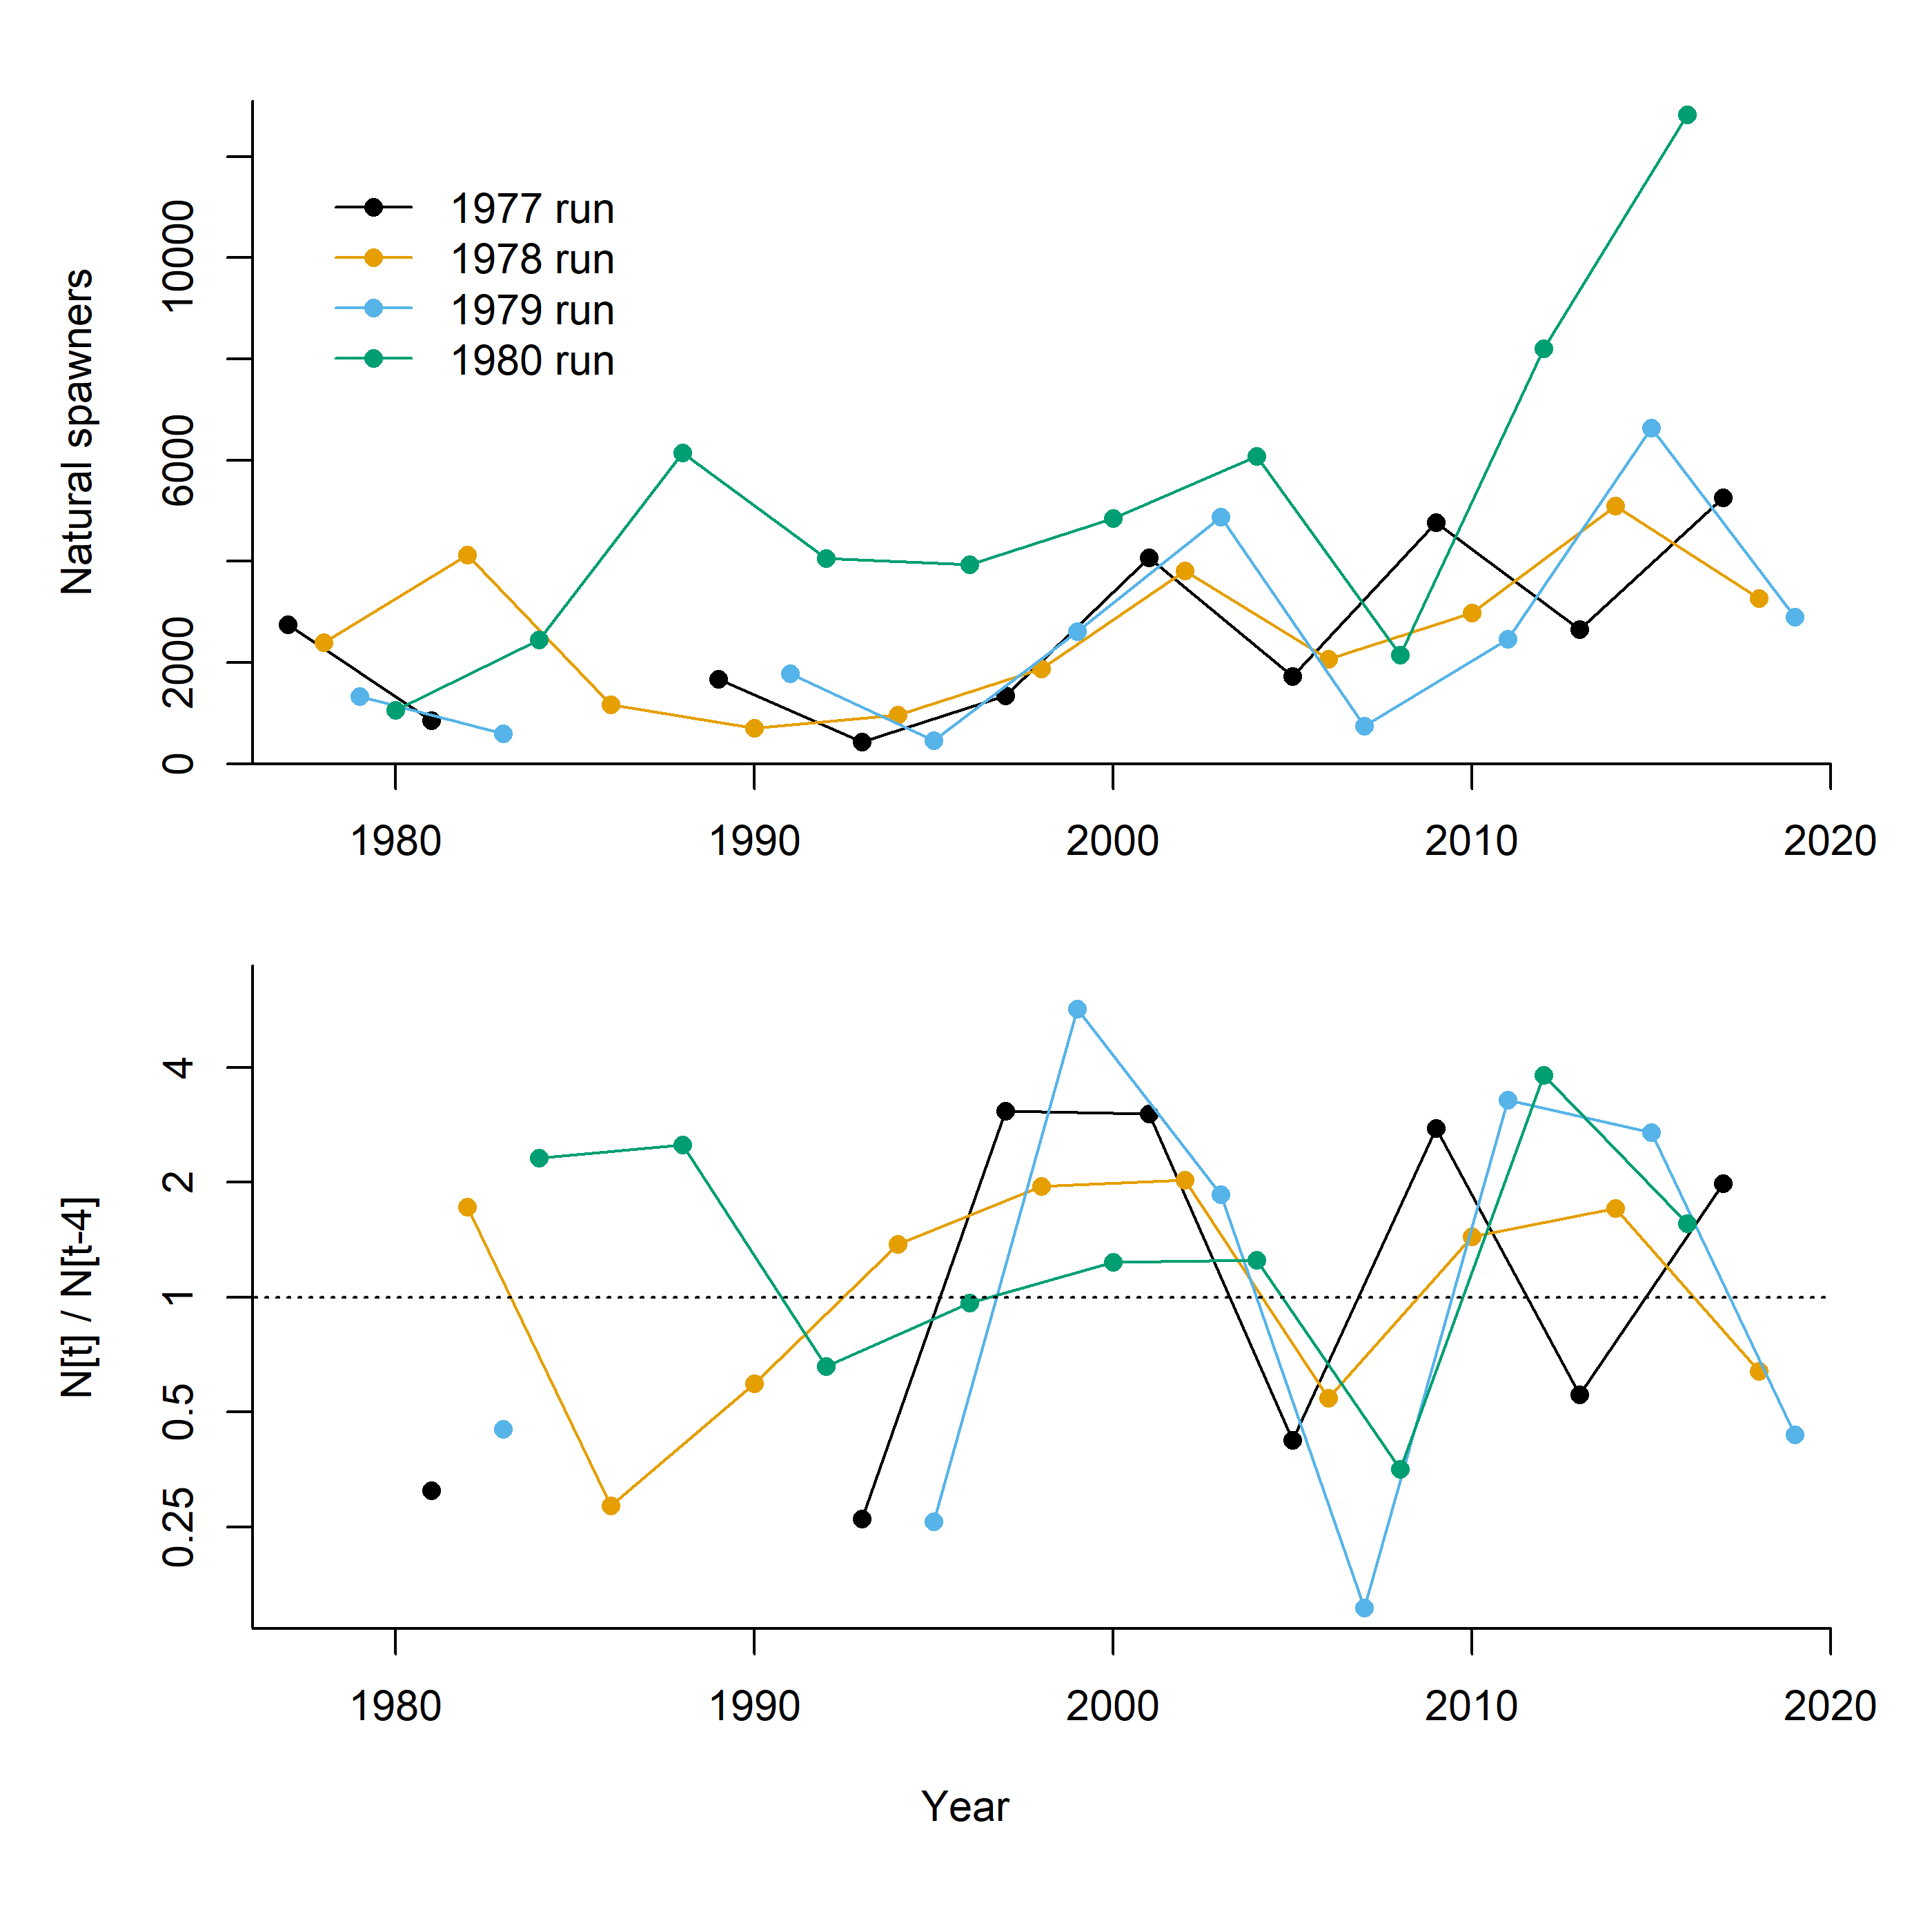 Natural spawners
10000
6000
2000
0
1977 run
1978 run
1979 run
1980 run
1980 1990 2000 2010 2020
N[t] / N[t-4]
4
2
1
0.5
0.25
1980 1990 2000 2010 2020
Year